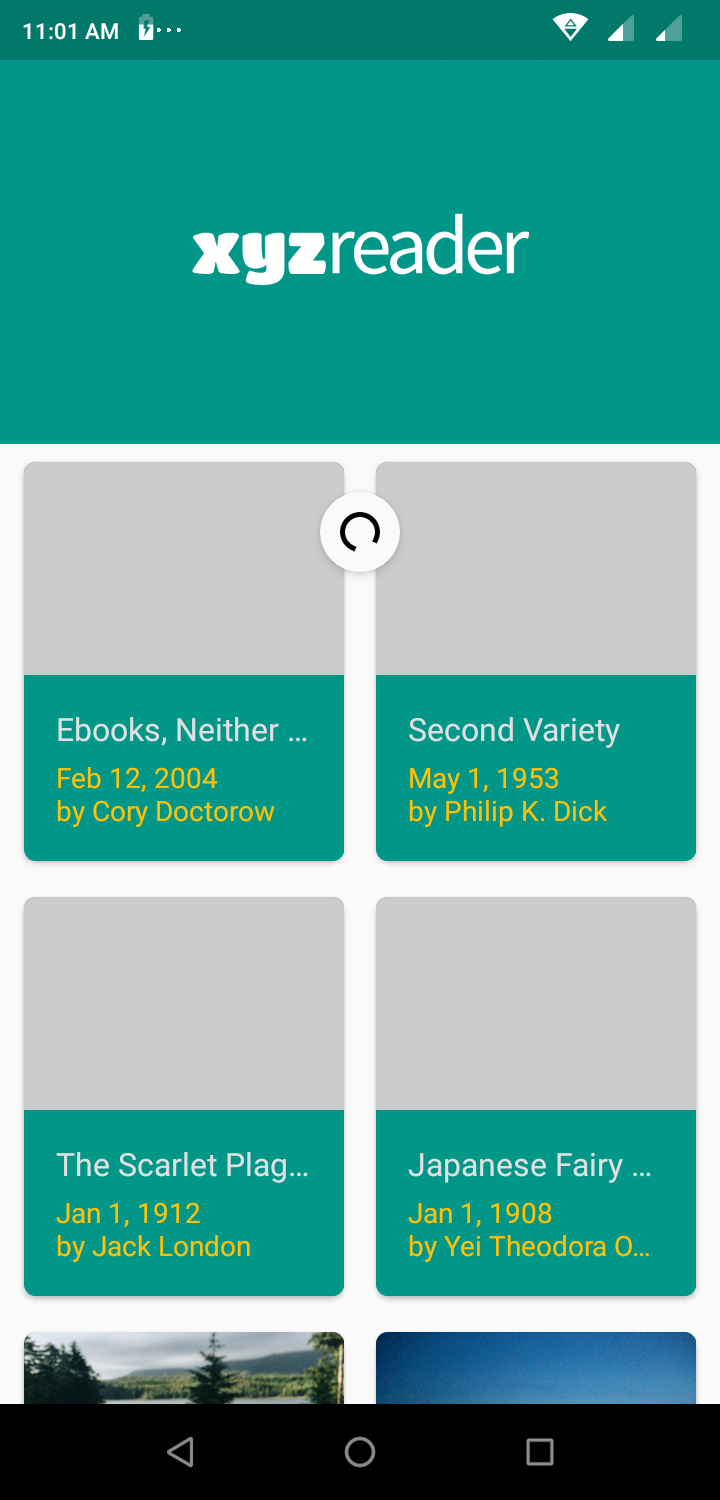 11:01 AM
xyzreader
Ebooks, Neither ...
Feb 12, 2004
by Cory Doctorow
Second Variety
May 1, 1953
by Philip K. Dick
The Scarlet Plag...
Jan 1, 1912
by Jack London
Japanese Fairy ...
Jan 1, 1908
by Yei Theodora O...